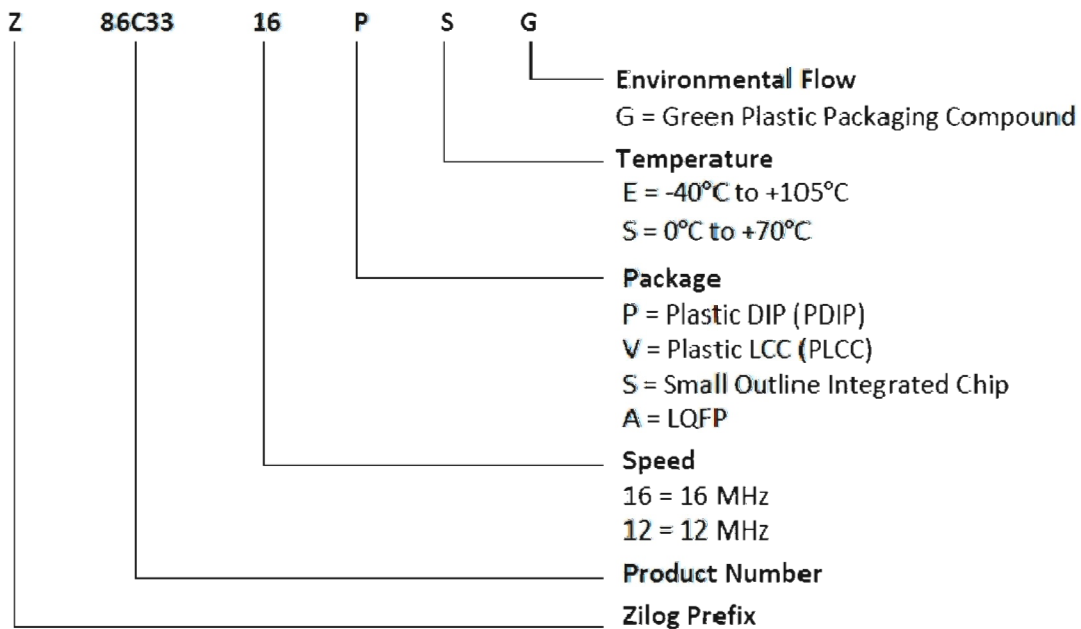 Z 86C33 16 P S G
Environmental Flow
G = Green Plastic Packaging Compound
Temperature
E = -40°C to +105°C
S = 0°C to +70°C
Package
P = Plastic DIP (PDIP)
V = Plastic LCC (PLCC)
S = Small Outline Integrated Chip
A = LQFP
Speed
16 = 16 MHz
12 = 12 MHz
Product Number
Zilog Prefix